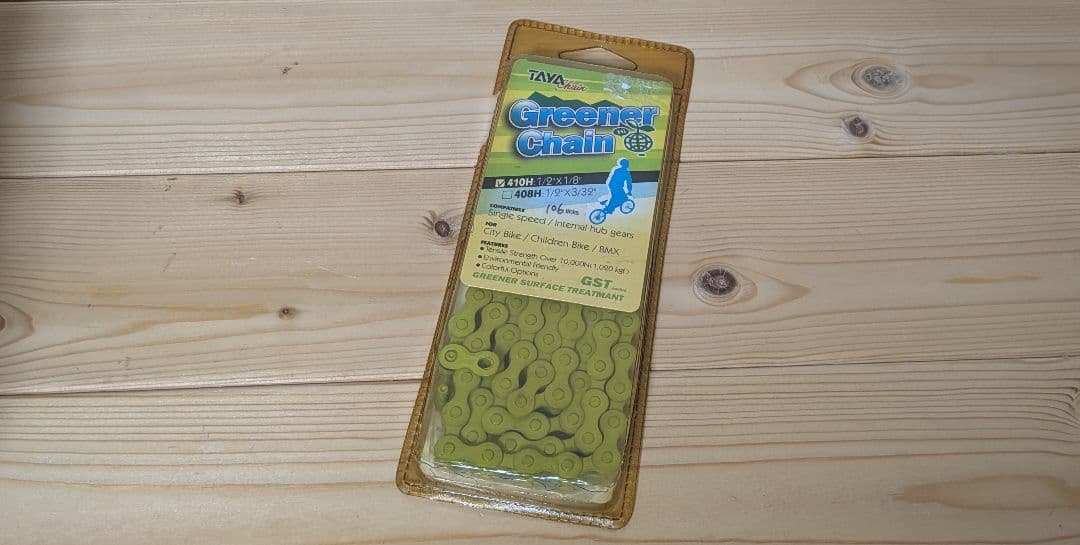 TAYA Chain
Greener
Chain
410H: 1/2"X1/8"
408H: 1/2"X3/32"
COMPATIBLE 106 links
Single speed / Internal hub gears
FOR
City Bike / Children Bike / BMX
FEATURES
• Tensile Strength Over 10,000N(1,020 kgf)
• Environmental Friendly
• Colorful Options
GST series
GREENER SURFACE TREATMANT